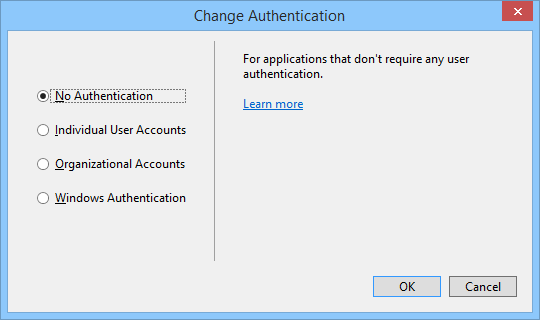 Change Authentication
No Authentication
Individual User Accounts
Organizational Accounts
Windows Authentication
For applications that don't require any user
authentication.
Learn more
OK
Cancel